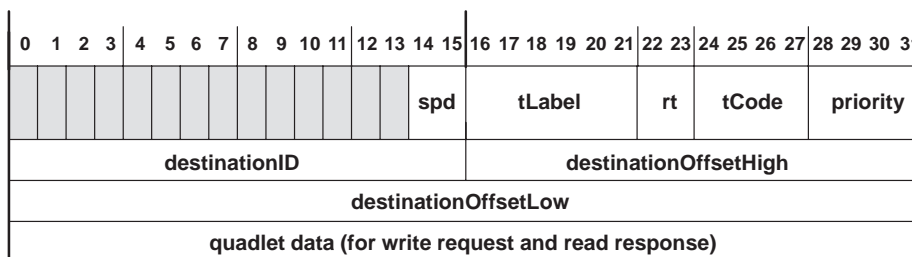 0 1 2 3 4 5 6 7 8 9 10 11 12 13 14 15 16 17 18 19 20 21 22 23 24 25 26 27 28 29 30 31
spd tLabel rt tCode priority
destinationID destinationOffsetHigh
destinationOffsetLow
quadlet data (for write request and read response)